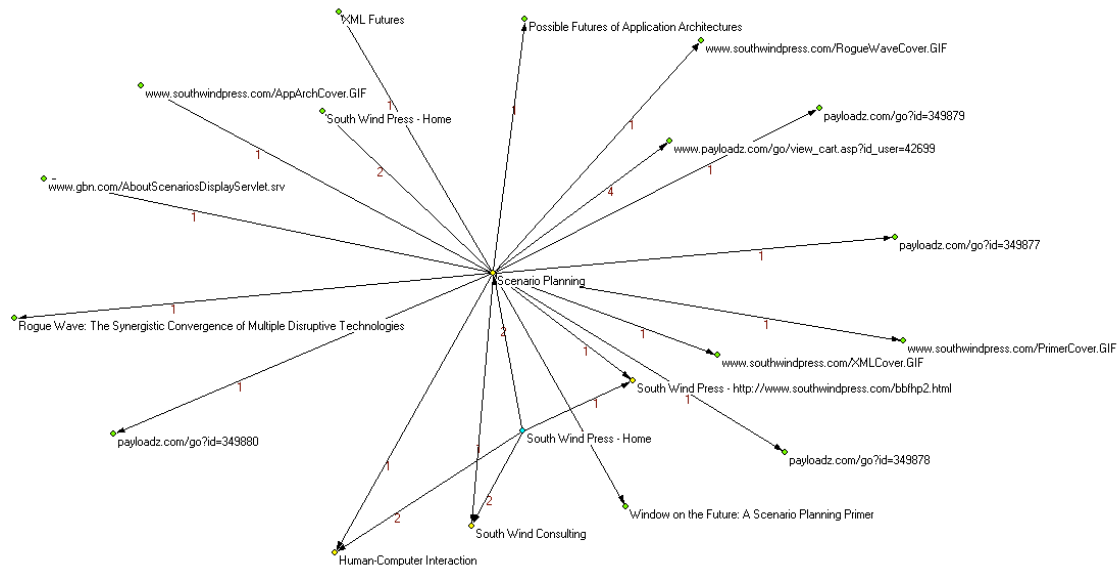 XML Futures
Possible Futures of Application Architectures
www.southwindpress.com/RogueWaveCover.GIF
www.southwindpress.com/AppArchCover.GIF
South Wind Press - Home
payloadz.com/go?id=349879
www.payloadz.com/go/view_cart.asp?id_user=42699
1
1
1
1
2
1
4
www.gbn.com/AboutScenariosDisplayServlet.srv
1
payloadz.com/go?id=349877
1
Scenario Planning
1
Rogue Wave: The Synergistic Convergence of Multiple Disruptive Technologies
2
1
1
www.southwindpress.com/PrimerCover.GIF
1
www.southwindpress.com/XMLCover.GIF
1
South Wind Press - http://www.southwindpress.com/bbfhp2.html
1
1
1
payloadz.com/go?id=349880
South Wind Press - Home
1
1
payloadz.com/go?id=349878
2
2
Window on the Future: A Scenario Planning Primer
South Wind Consulting
Human-Computer Interaction